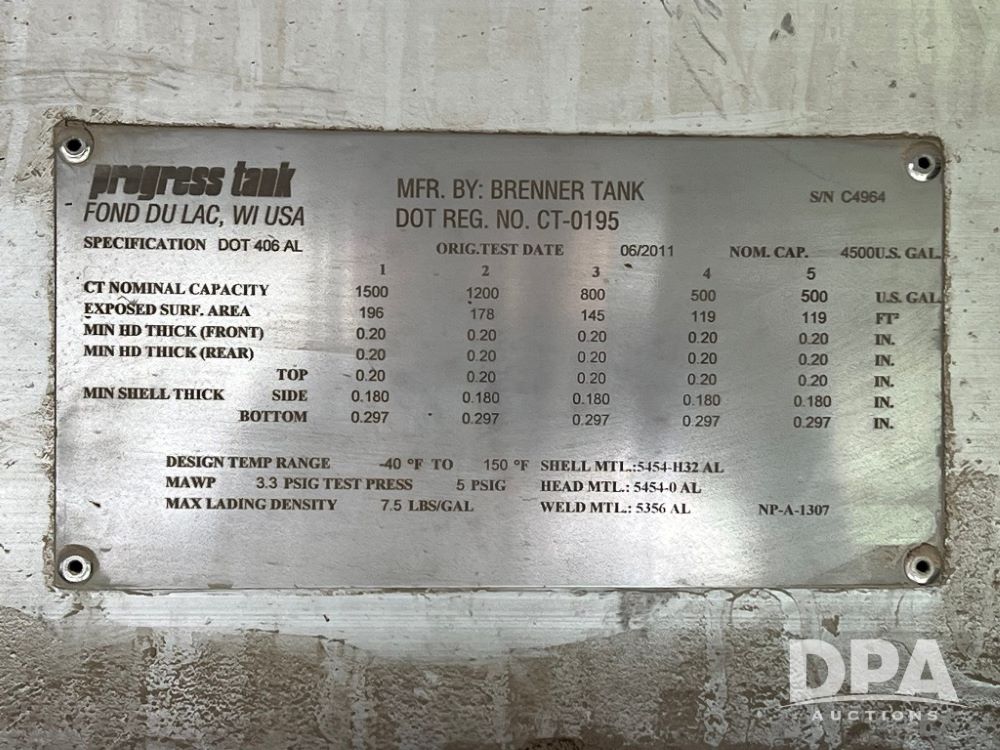 progress tank
FOND DU LAC, WI USA
MFR. BY: BRENNER TANK
DOT REG. NO. CT-0195
S/N C4964
SPECIFICATION DOT 406 AL ORIG.TEST DATE 06/2011 NOM. CAP. 4500U.S. GAL.
1 2 3 4 5
CT NOMINAL CAPACITY 1500 1200 800 500 500 U.S. GAL.
EXPOSED SURF. AREA 196 178 145 119 119 FT²
MIN HD THICK (FRONT) 0.20 0.20 0.20 0.20 0.20 IN.
MIN HD THICK (REAR) 0.20 0.20 0.20 0.20 0.20 IN.
TOP 0.20 0.20 0.20 0.20 0.20 IN.
MIN SHELL THICK SIDE 0.180 0.180 0.180 0.180 0.180 IN.
BOTTOM 0.297 0.297 0.297 0.297 0.297 IN.
DESIGN TEMP RANGE -40 °F TO 150 °F SHELL MTL.:5454-H32 AL
MAWP 3.3 PSIG TEST PRESS 5 PSIG HEAD MTL.: 5454-0 AL
MAX LADING DENSITY 7.5 LBS/GAL WELD MTL.: 5356 AL NP-A-1307
DPA
AUCTIONS